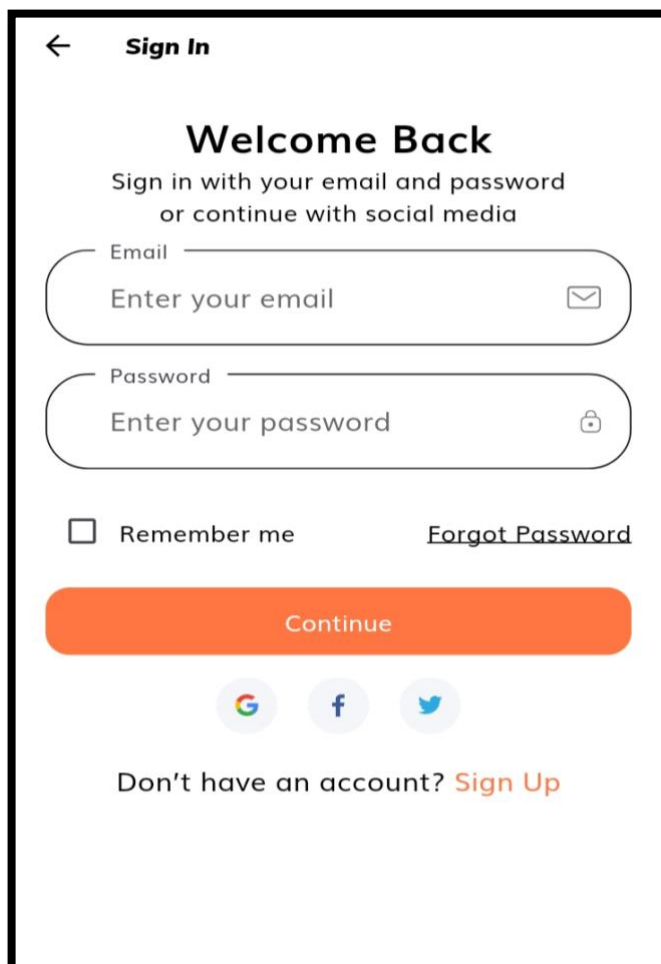 Sign In
Welcome Back
Sign in with your email and password
or continue with social media
Email
Enter your email
Password
Enter your password
Remember me Forgot Password
Continue
G f
Don't have an account? Sign Up